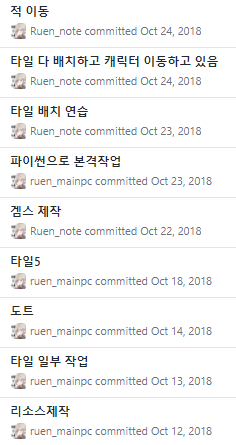 적 이동
Ruen_note committed Oct 24, 2018
타일 다 배치하고 캐릭터 이동하고 있음
Ruen_note committed Oct 24, 2018
타일 배치 연습
Ruen_note committed Oct 23, 2018
파이썬으로 본격작업
ruen_mainpc committed Oct 23, 2018
겜스 제작
Ruen_note committed Oct 22, 2018
타일5
ruen_mainpc committed Oct 18, 2018
도트
ruen_mainpc committed Oct 14, 2018
타일 일부 작업
ruen_mainpc committed Oct 13, 2018
리소스제작
ruen_mainpc committed Oct 12, 2018